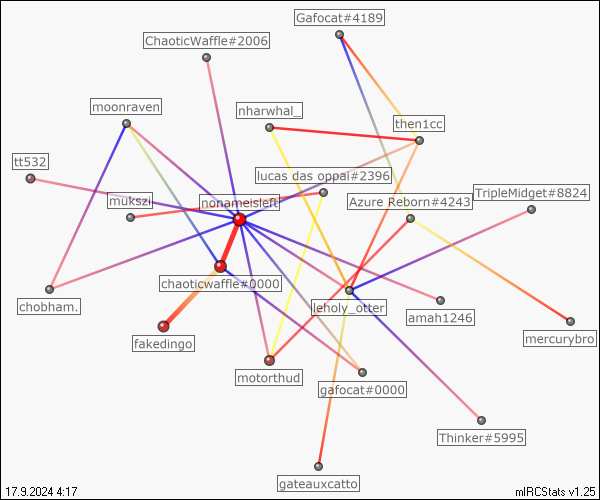 Gafocat#4189
ChaoticWaffle#2006
moonraven
nharwhal_
then1cc
tt532
lucas das oppai#2396
TripleMidget#8824
mukszi
nonameisleft
Azure Reborn#4243
chaoticwaffle#0000
chobham.
leholy_otter
amah1246
fakedingo
mercurybro
motorthud
gafocat#0000
Thinker#5995
gateauxcatto
17.9.2024 4:17
mIRCStats v1.25